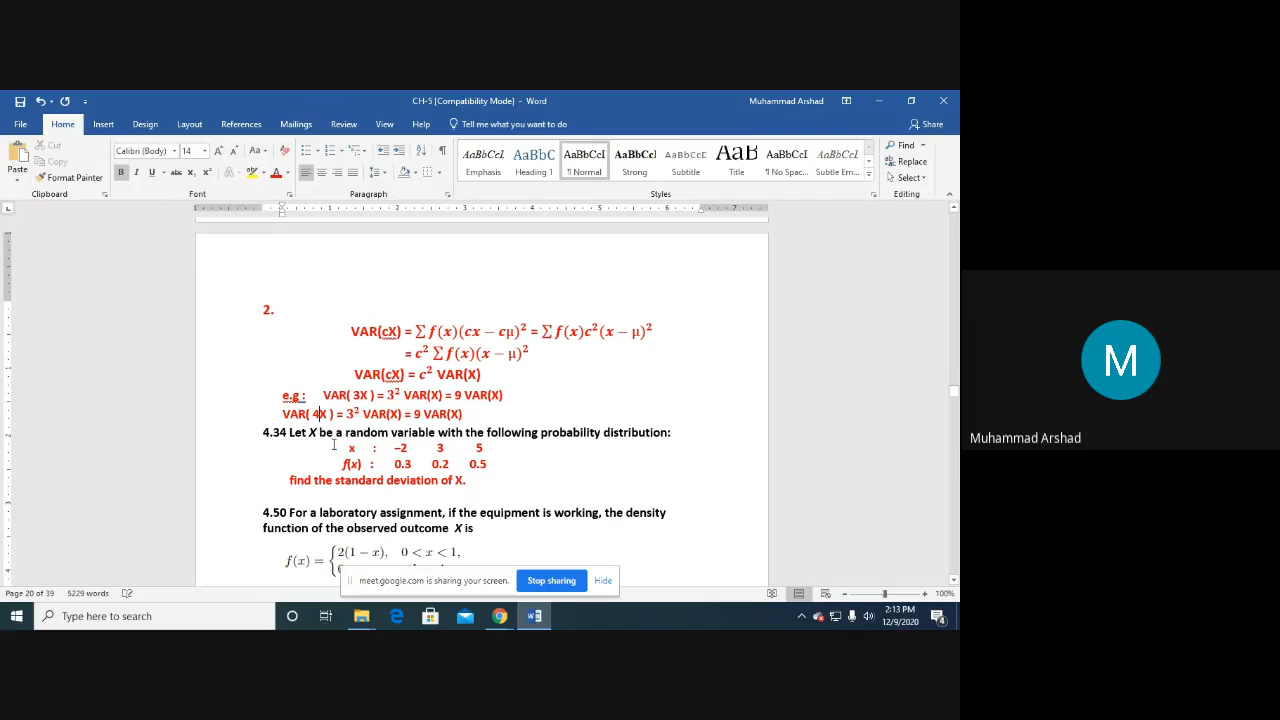 CH-5 [Compatibility Mode] - Word
Muhammad Arshad
File Home Insert Design Layout References Mailings Review View Help Tell me what you want to do Share
Paste Cut Copy Format Painter
Calibri (Body) 14
AaBbCcI AaBbC AaBbCcI AaBbCcI AaBbCcC AaB AaBbCcI AaBbCcI
Emphasis Heading 1 ¶ Normal Strong Subtitle Title ¶ No Spac... Subtle Em...
Find Replace Select
Clipboard Font Paragraph Styles Editing
2.
VAR(cX) = ∑ f(x)(cx − cμ)² = ∑ f(x)c²(x − μ)²
= c² ∑ f(x)(x − μ)²
VAR(cX) = c² VAR(X)
e.g : VAR( 3X ) = 3² VAR(X) = 9 VAR(X)
VAR( 4X ) = 3² VAR(X) = 9 VAR(X)
4.34 Let X be a random variable with the following probability distribution:
x : −2 3 5
f(x) : 0.3 0.2 0.5
find the standard deviation of X.
4.50 For a laboratory assignment, if the equipment is working, the density
function of the observed outcome X is
f(x) = { 2(1 − x), 0 < x < 1,
meet.google.com is sharing your screen. Stop sharing Hide
Page 20 of 39 5229 words 100%
Type here to search
2:13 PM
12/9/2020
4
M
Muhammad Arshad